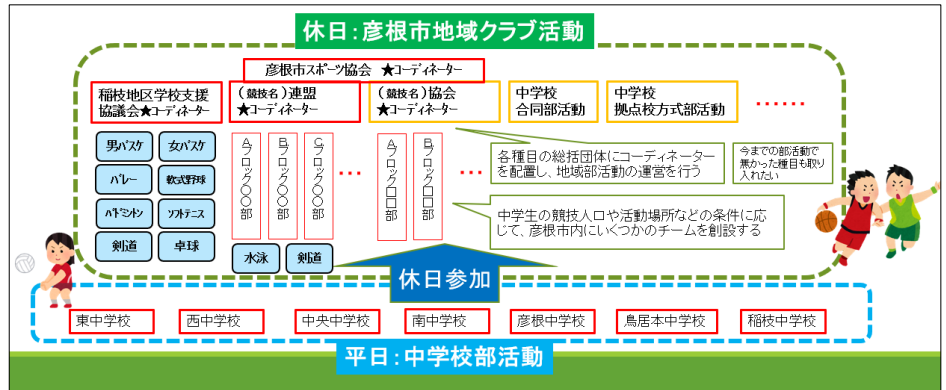 休日：彦根市地域クラブ活動
彦根市スポーツ協会　★コーディネーター
稲枝地区学校支援
協議会★コーディネーター
（競技名）連盟
★コーディネーター
（競技名）協会
★コーディネーター
中学校
合同部活動
中学校
拠点校方式部活動
……
男バスケ
女バスケ
バレー
軟式野球
バドミントン
ソフトテニス
剣道
卓球
Aブロック〇〇部
Bブロック〇〇部
Cブロック〇〇部
…
水泳
剣道
Aブロック□□部
Bブロック□□部
…
各種目の総括団体にコーディネーター
を配置し、地域部活動の運営を行う
今までの部活動で
無かった種目も取り
入れたい
中学生の競技人口や活動場所などの条件に応
じて、彦根市内にいくつかのチームを創設する
休日参加
東中学校
西中学校
中央中学校
南中学校
彦根中学校
鳥居本中学校
稲枝中学校
平日：中学校部活動